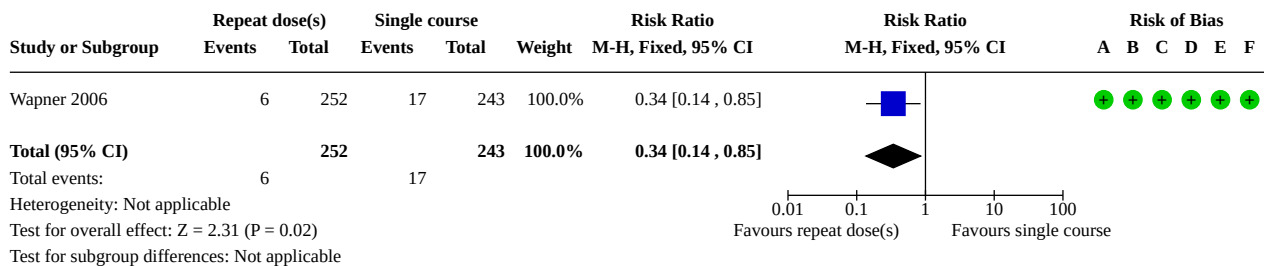 Repeat dose(s) Single course Risk Ratio Risk Ratio Risk of Bias
Study or Subgroup Events Total Events Total Weight M-H, Fixed, 95% CI M-H, Fixed, 95% CI A B C D E F
Wapner 2006 6 252 17 243 100.0% 0.34 [0.14 , 0.85] + + + + + +
Total (95% CI) 252 243 100.0% 0.34 [0.14 , 0.85]
Total events: 6 17
Heterogeneity: Not applicable 0.01 0.1 1 10 100
Test for overall effect: Z = 2.31 (P = 0.02) Favours repeat dose(s) Favours single course
Test for subgroup differences: Not applicable